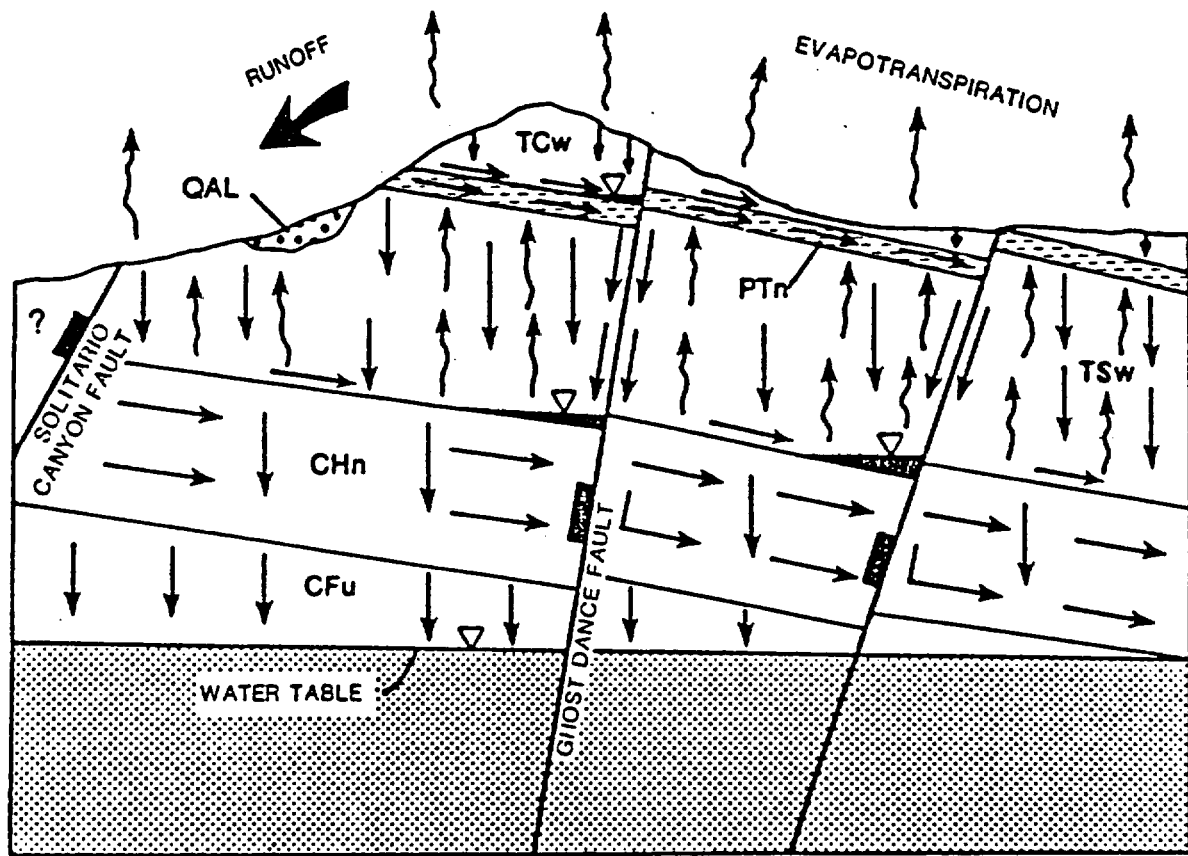 RUNOFF
EVAPOTRANSPIRATION
TCw
QAL
PTn
?
SOLITARIO
CANYON FAULT
TSw
CHn
CFu
GHOST DANCE FAULT
WATER TABLE